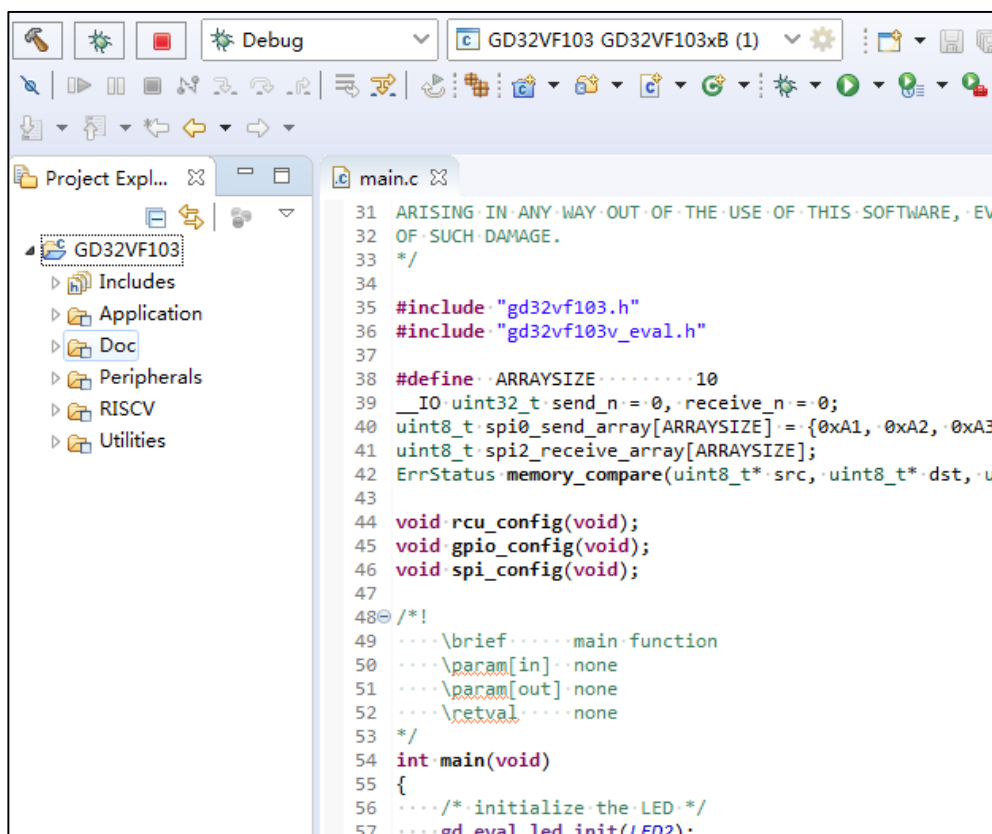 Debug
GD32VF103 GD32VF103xB (1)
Project Expl...
main.c
GD32VF103
Includes
Application
Doc
Peripherals
RISCV
Utilities
31 ARISING IN ANY WAY OUT OF THE USE OF THIS SOFTWARE, EV
32 OF SUCH DAMAGE.
33 */
34
35 #include "gd32vf103.h"
36 #include "gd32vf103v_eval.h"
37
38 #define  ARRAYSIZE         10
39 __IO uint32_t send_n = 0, receive_n = 0;
40 uint8_t spi0_send_array[ARRAYSIZE] = {0xA1, 0xA2, 0xA3
41 uint8_t spi2_receive_array[ARRAYSIZE];
42 ErrStatus memory_compare(uint8_t* src, uint8_t* dst, u
43
44 void rcu_config(void);
45 void gpio_config(void);
46 void spi_config(void);
47
48 /*!
49     \brief      main function
50     \param[in]  none
51     \param[out] none
52     \retval     none
53 */
54 int main(void)
55 {
56     /* initialize the LED */
57     gd_eval_led_init(LED2);